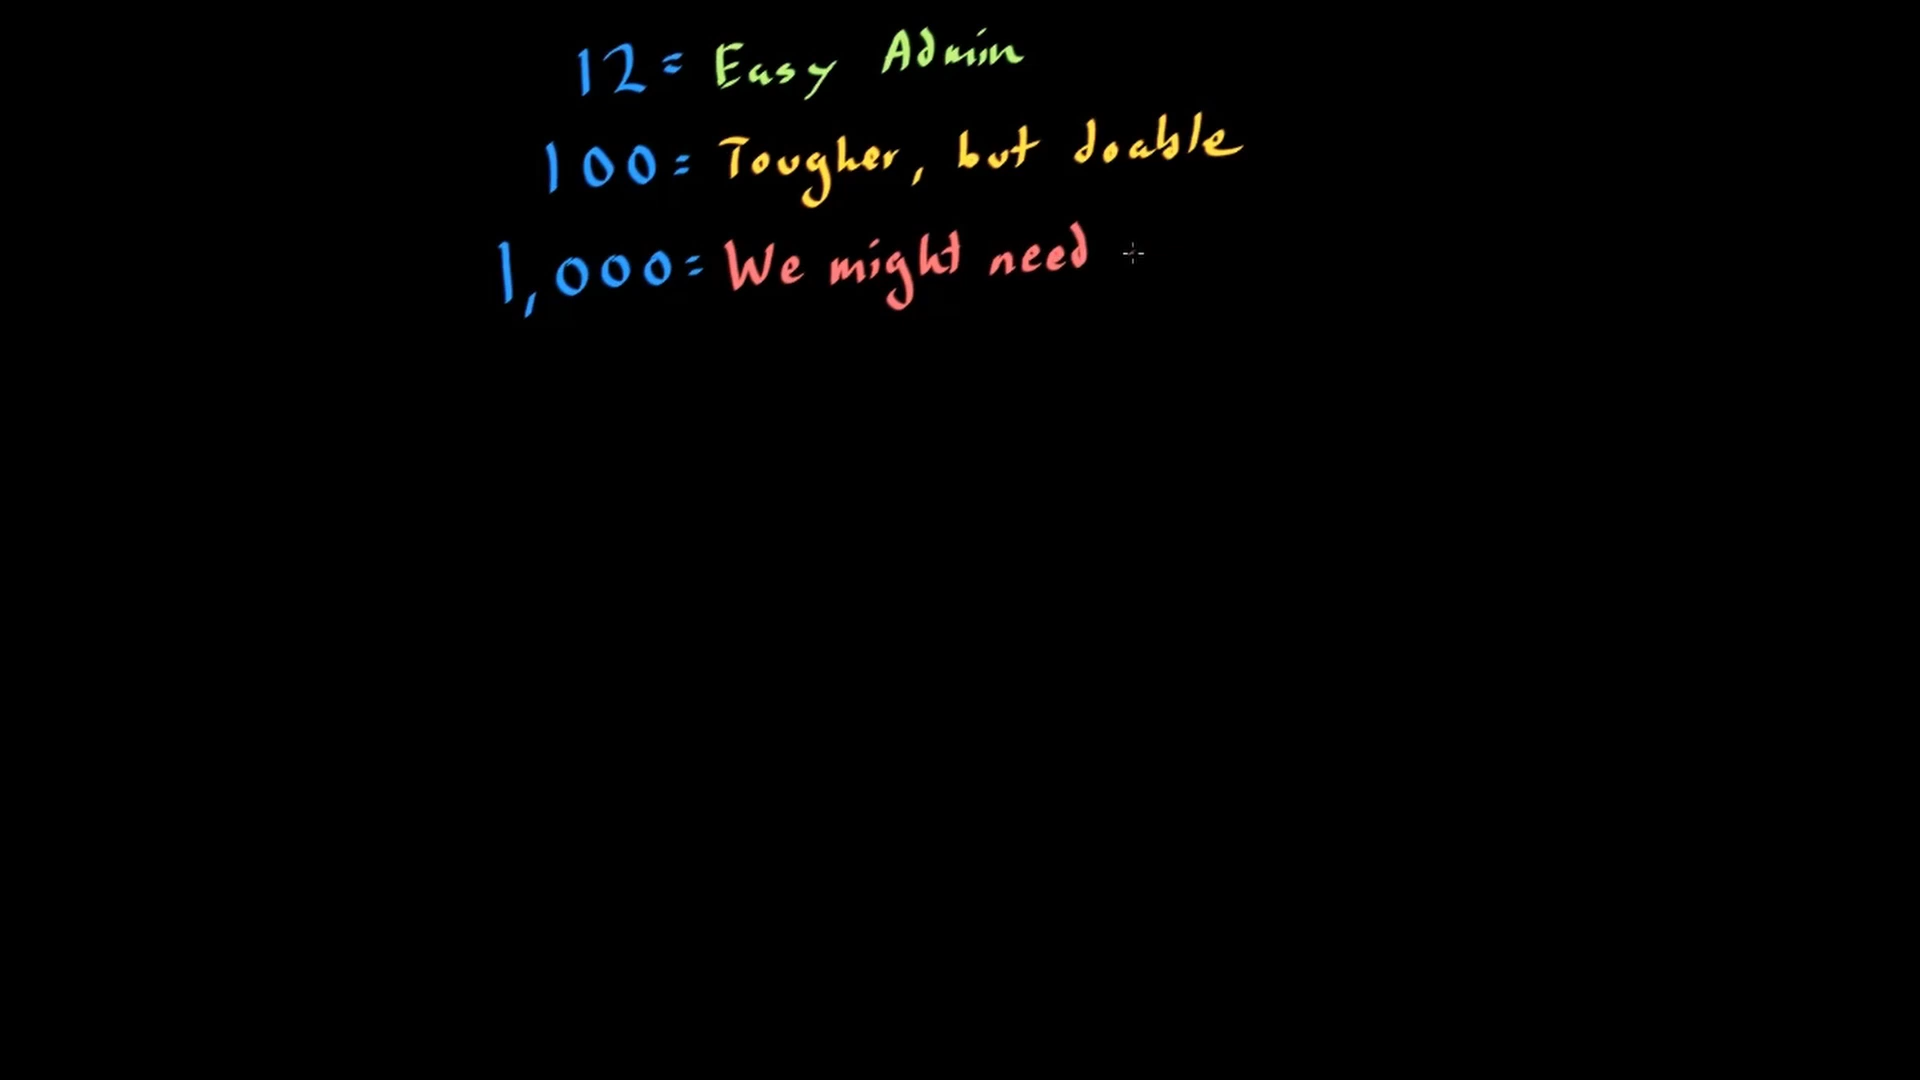 12 = Easy Admin
100 = Tougher, but doable
1,000 = We might need